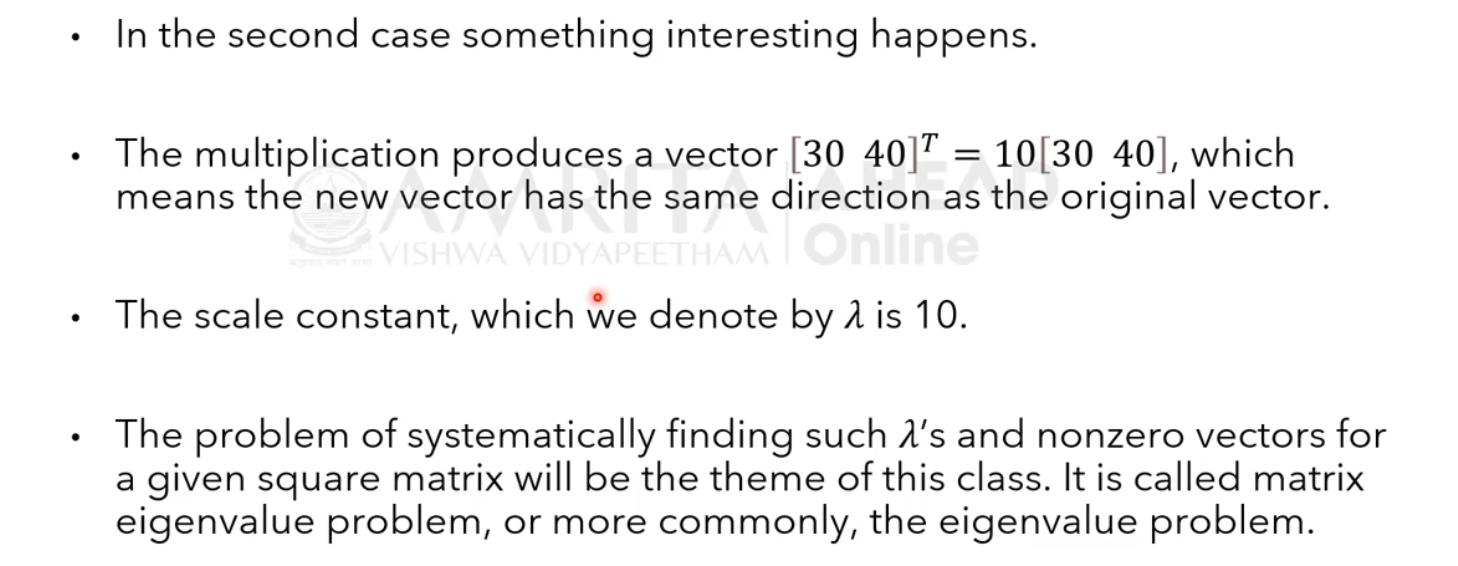 • In the second case something interesting happens.
• The multiplication produces a vector [30 40]ᵀ = 10[30 40], which
means the new vector has the same direction as the original vector.
AMRITA AHEAD
VISHWA VIDYAPEETHAM Online
• The scale constant, which we denote by λ is 10.
• The problem of systematically finding such λ's and nonzero vectors for
a given square matrix will be the theme of this class. It is called matrix
eigenvalue problem, or more commonly, the eigenvalue problem.